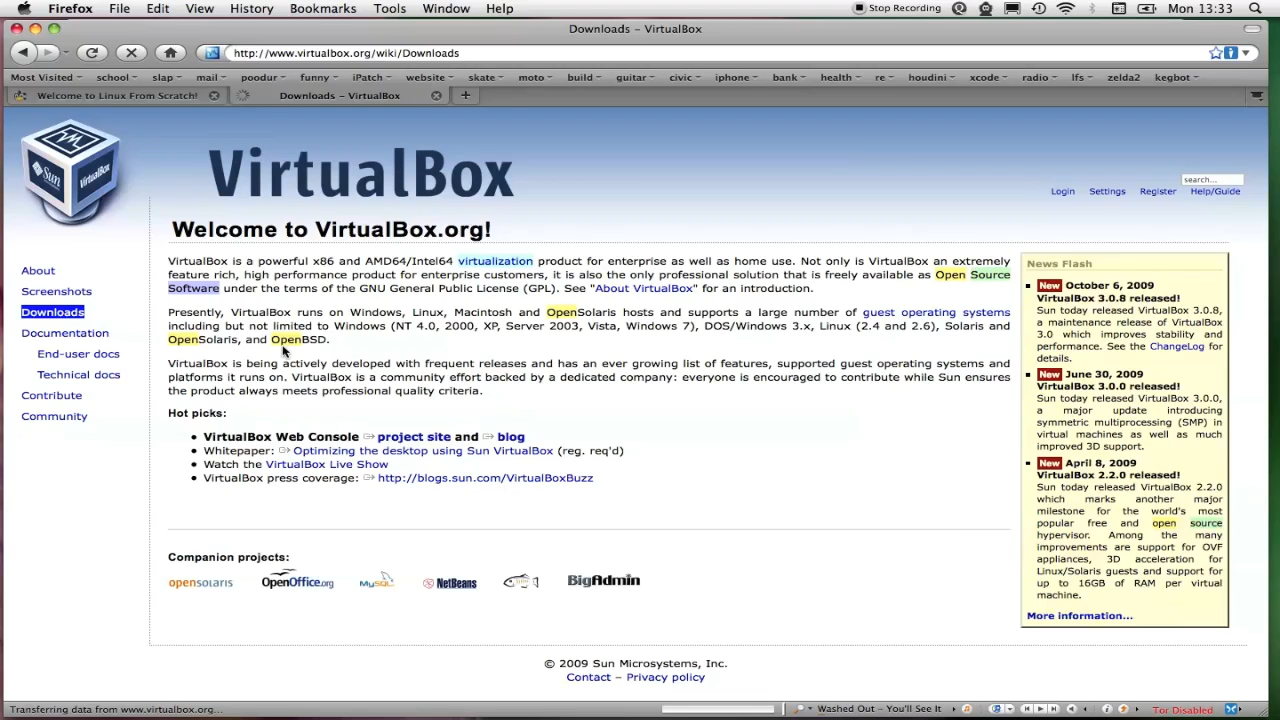 Firefox File Edit View History Bookmarks Tools Window Help Stop Recording Mon 13:33
Downloads – VirtualBox
http://www.virtualbox.org/wiki/Downloads
Most Visited school slap mail poodur funny iPatch website skate moto build guitar civic iphone bank health re houdini xcode radio lfs zelda2 kegbot
Welcome to Linux From Scratch! Downloads – VirtualBox
Sun VirtualBox
VirtualBox
search...
Login Settings Register Help/Guide
Welcome to VirtualBox.org!
About
Screenshots
Downloads
Documentation
End-user docs
Technical docs
Contribute
Community
VirtualBox is a powerful x86 and AMD64/Intel64 virtualization product for enterprise as well as home use. Not only is VirtualBox an extremely
feature rich, high performance product for enterprise customers, it is also the only professional solution that is freely available as Open Source
Software under the terms of the GNU General Public License (GPL). See "About VirtualBox" for an introduction.
Presently, VirtualBox runs on Windows, Linux, Macintosh and OpenSolaris hosts and supports a large number of guest operating systems
including but not limited to Windows (NT 4.0, 2000, XP, Server 2003, Vista, Windows 7), DOS/Windows 3.x, Linux (2.4 and 2.6), Solaris and
OpenSolaris, and OpenBSD.
VirtualBox is being actively developed with frequent releases and has an ever growing list of features, supported guest operating systems and
platforms it runs on. VirtualBox is a community effort backed by a dedicated company: everyone is encouraged to contribute while Sun ensures
the product always meets professional quality criteria.
Hot picks:
VirtualBox Web Console project site and blog
Whitepaper: Optimizing the desktop using Sun VirtualBox (reg. req'd)
Watch the VirtualBox Live Show
VirtualBox press coverage: http://blogs.sun.com/VirtualBoxBuzz
Companion projects:
opensolaris OpenOffice.org MySQL NetBeans BigAdmin
News Flash
New October 6, 2009
VirtualBox 3.0.8 released!
Sun today released VirtualBox 3.0.8,
a maintenance release of VirtualBox
3.0 which improves stability and
performance. See the ChangeLog for
details.
New June 30, 2009
VirtualBox 3.0.0 released!
Sun today released VirtualBox 3.0.0,
a major update introducing
symmetric multiprocessing (SMP) in
virtual machines as well as much
improved 3D support.
New April 8, 2009
VirtualBox 2.2.0 released!
Sun today released VirtualBox 2.2.0
which marks another major
milestone for the world's most
popular free and open source
hypervisor. Among the many
improvements are support for OVF
appliances, 3D acceleration for
Linux/Solaris guests and support for
up to 16GB of RAM per virtual
machine.
More information...
© 2009 Sun Microsystems, Inc.
Contact – Privacy policy
Transferring data from www.virtualbox.org... Washed Out – You'll See It Tor Disabled